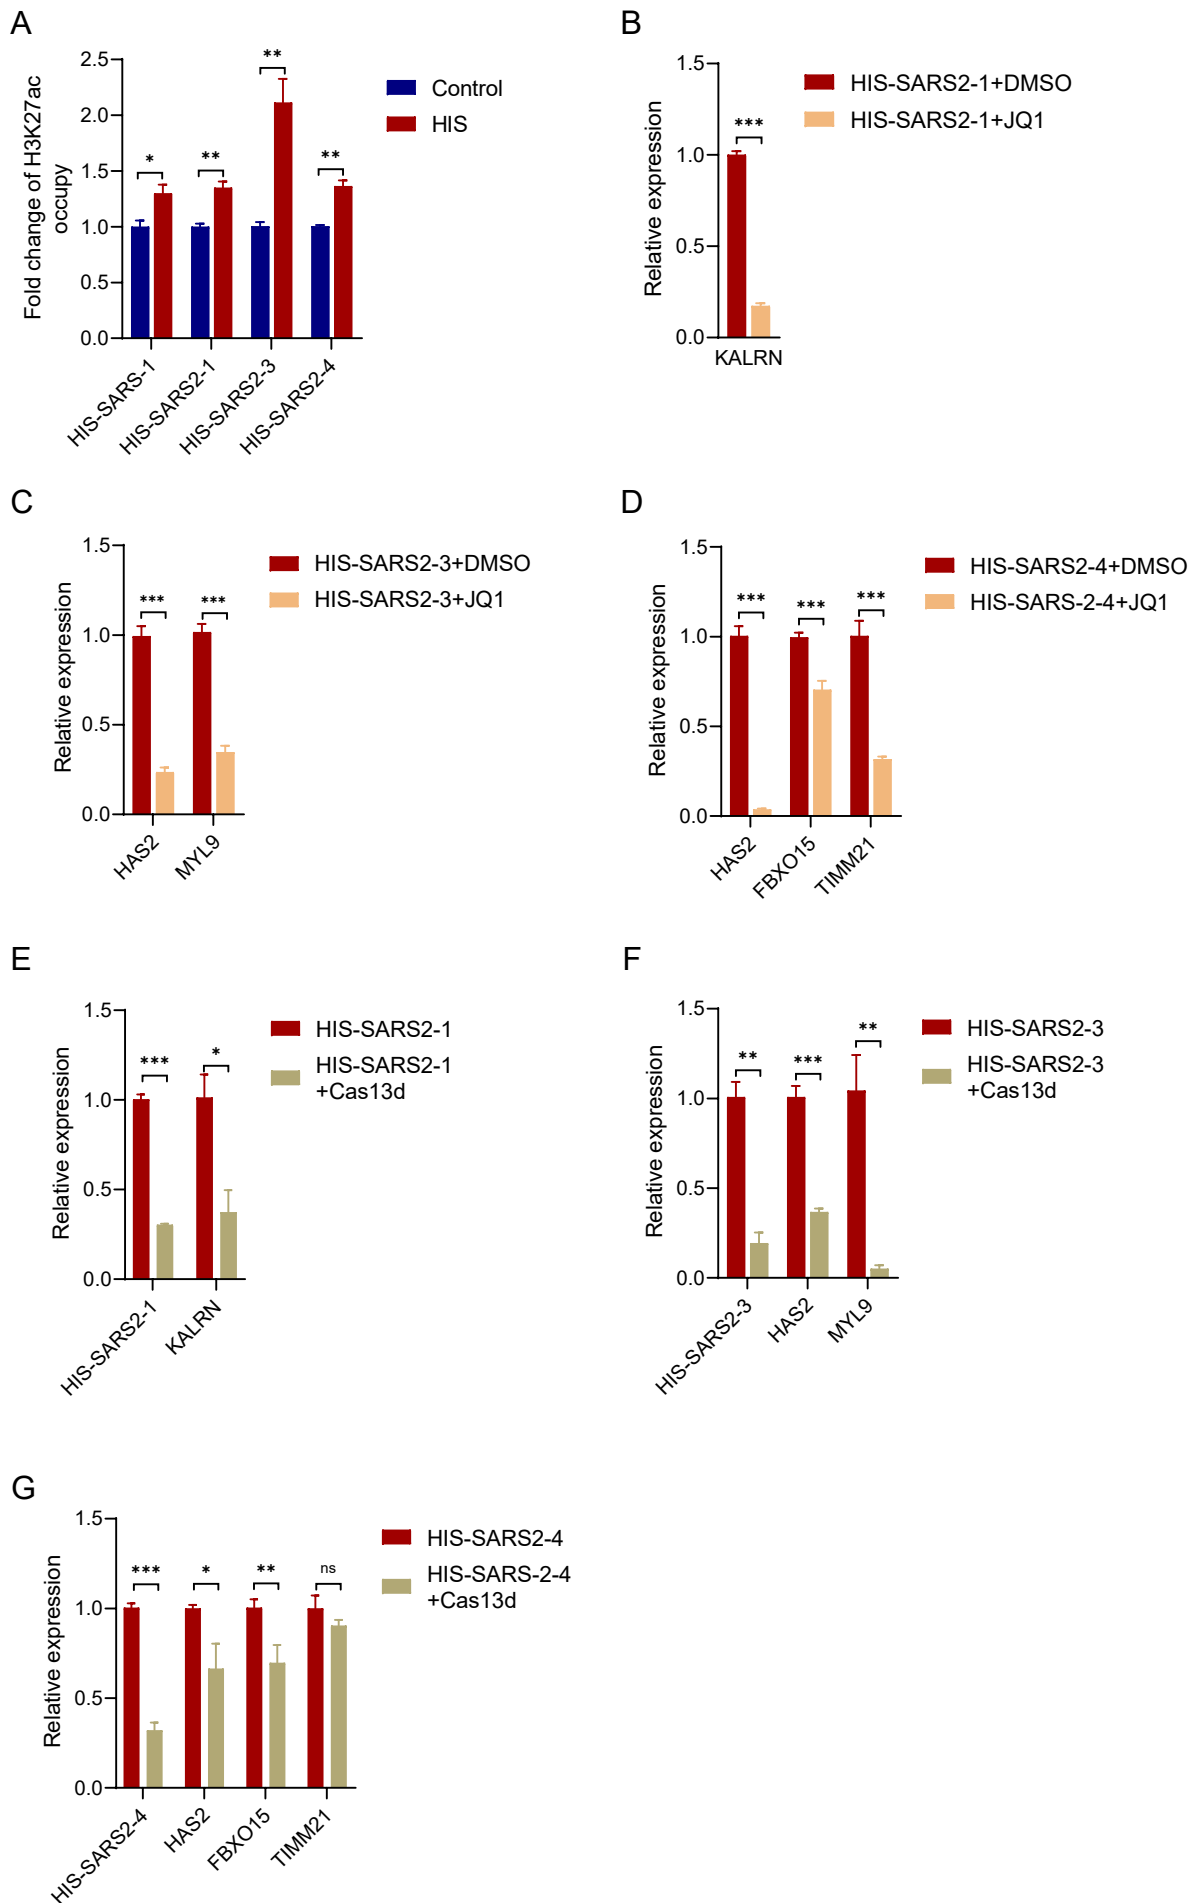 A
Fold change of H3K27ac
occupy
2.5
2.0
1.5
1.0
0.5
0.0
*
**
**
**
Control
HIS
HIS-SARS-1
HIS-SARS2-1
HIS-SARS2-3
HIS-SARS2-4
B
Relative expression
1.5
1.0
0.5
0.0
***
HIS-SARS2-1+DMSO
HIS-SARS2-1+JQ1
KALRN
C
Relative expression
1.5
1.0
0.5
0.0
***
***
HIS-SARS2-3+DMSO
HIS-SARS2-3+JQ1
HAS2
MYL9
D
Relative expression
1.5
1.0
0.5
0.0
***
***
***
HIS-SARS2-4+DMSO
HIS-SARS-2-4+JQ1
HAS2
FBXO15
TIMM21
E
Relative expression
1.5
1.0
0.5
0.0
***
*
HIS-SARS2-1
HIS-SARS2-1
+Cas13d
HIS-SARS2-1
KALRN
F
Relative expression
1.5
1.0
0.5
0.0
**
***
**
HIS-SARS2-3
HIS-SARS2-3
+Cas13d
HIS-SARS2-3
HAS2
MYL9
G
Relative expression
1.5
1.0
0.5
0.0
***
*
**
ns
HIS-SARS2-4
HIS-SARS-2-4
+Cas13d
HIS-SARS2-4
HAS2
FBXO15
TIMM21